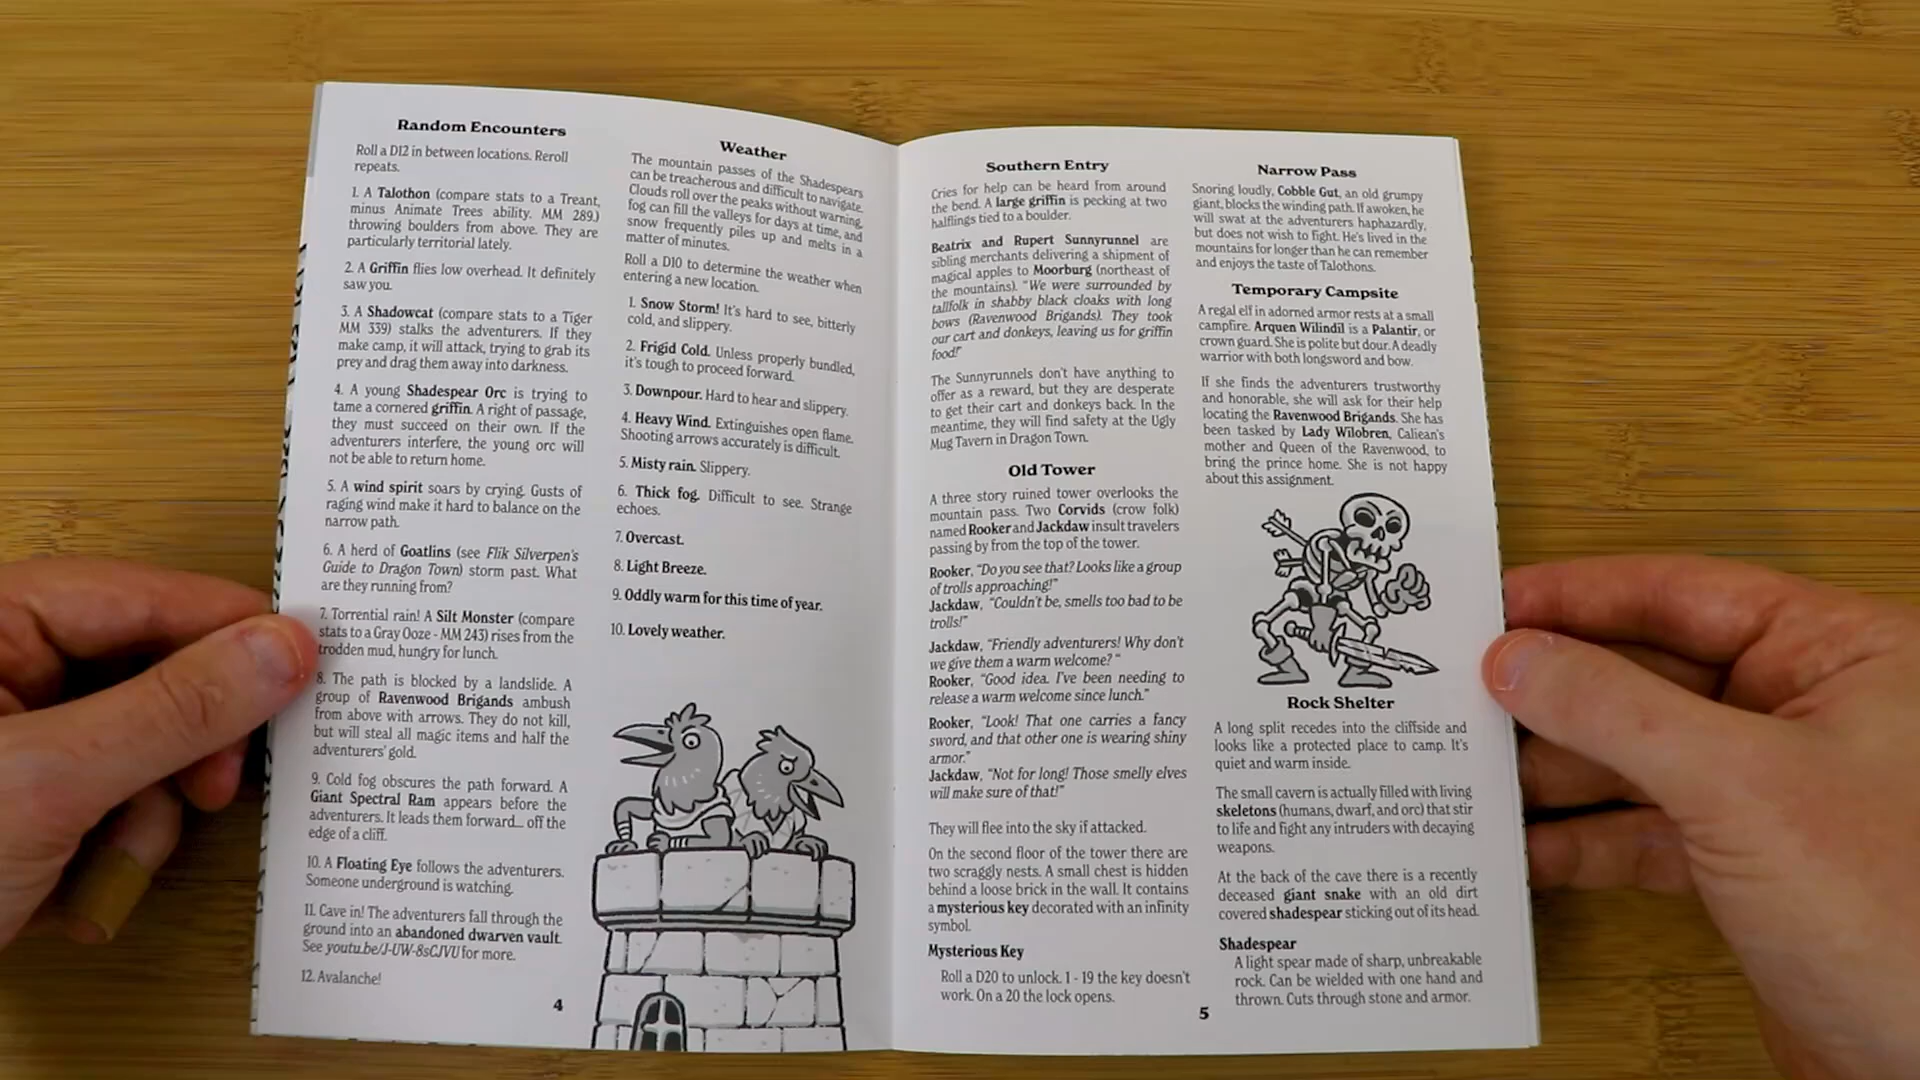 Random Encounters
Roll a D12 in between locations. Reroll
repeats.
1. A Talothon (compare stats to a Treant,
minus Animate Trees ability. MM 289.)
throwing boulders from above. They are
particularly territorial lately.
2. A Griffin flies low overhead. It definitely
saw you.
3. A Shadowcat (compare stats to a Tiger
MM 339) stalks the adventurers. If they
make camp, it will attack, trying to grab its
prey and drag them away into darkness.
4. A young Shadespear Orc is trying to
tame a cornered griffin. A right of passage,
they must succeed on their own. If the
adventurers interfere, the young orc will
not be able to return home.
5. A wind spirit soars by crying. Gusts of
raging wind make it hard to balance on the
narrow path.
6. A herd of Goatlins (see Flik Silverpen's
Guide to Dragon Town) storm past. What
are they running from?
7. Torrential rain! A Silt Monster (compare
stats to a Gray Ooze - MM 243) rises from the
trodden mud, hungry for lunch.
8. The path is blocked by a landslide. A
group of Ravenwood Brigands ambush
from above with arrows. They do not kill,
but will steal all magic items and half the
adventurers' gold.
9. Cold fog obscures the path forward. A
Giant Spectral Ram appears before the
adventurers. It leads them forward... off the
edge of a cliff.
10. A Floating Eye follows the adventurers.
Someone underground is watching.
11. Cave in! The adventurers fall through the
ground into an abandoned dwarven vault.
See youtu.be/J-UW-8sCJVU for more.
12. Avalanche!
4
Weather
The mountain passes of the Shadespears
can be treacherous and difficult to navigate.
Clouds roll over the peaks without warning,
fog can fill the valleys for days at time, and
snow frequently piles up and melts in a
matter of minutes.
Roll a D10 to determine the weather when
entering a new location.
1. Snow Storm! It's hard to see, bitterly
cold, and slippery.
2. Frigid Cold. Unless properly bundled,
it's tough to proceed forward.
3. Downpour. Hard to hear and slippery.
4. Heavy Wind. Extinguishes open flame.
Shooting arrows accurately is difficult.
5. Misty rain. Slippery.
6. Thick fog. Difficult to see. Strange
echoes.
7. Overcast.
8. Light Breeze.
9. Oddly warm for this time of year.
10. Lovely weather.
Southern Entry
Cries for help can be heard from around
the bend. A large griffin is pecking at two
halflings tied to a boulder.
Beatrix and Rupert Sunnyrunnel are
sibling merchants delivering a shipment of
magical apples to Moorburg (northeast of
the mountains). "We were surrounded by
tallfolk in shabby black cloaks with long
bows (Ravenwood Brigands). They took
our cart and donkeys, leaving us for griffin
food!"
The Sunnyrunnels don't have anything to
offer as a reward, but they are desperate
to get their cart and donkeys back. In the
meantime, they will find safety at the Ugly
Mug Tavern in Dragon Town.
Old Tower
A three story ruined tower overlooks the
mountain pass. Two Corvids (crow folk)
named Rooker and Jackdaw insult travelers
passing by from the top of the tower.
Rooker, "Do you see that? Looks like a group
of trolls approaching!"
Jackdaw, "Couldn't be, smells too bad to be
trolls!"
Jackdaw, "Friendly adventurers! Why don't
we give them a warm welcome? "
Rooker, "Good idea. I've been needing to
release a warm welcome since lunch."
Rooker, "Look! That one carries a fancy
sword, and that other one is wearing shiny
armor."
Jackdaw, "Not for long! Those smelly elves
will make sure of that!"
They will flee into the sky if attacked.
On the second floor of the tower there are
two scraggly nests. A small chest is hidden
behind a loose brick in the wall. It contains
a mysterious key decorated with an infinity
symbol.
Mysterious Key
Roll a D20 to unlock. 1 - 19 the key doesn't
work. On a 20 the lock opens.
5
Narrow Pass
Snoring loudly, Cobble Gut, an old grumpy
giant, blocks the winding path. If awoken, he
will swat at the adventurers haphazardly,
but does not wish to fight. He's lived in the
mountains for longer than he can remember
and enjoys the taste of Talothons.
Temporary Campsite
A regal elf in adorned armor rests at a small
campfire. Arquen Wilindil is a Palantir, or
crown guard. She is polite but dour. A deadly
warrior with both longsword and bow.
If she finds the adventurers trustworthy
and honorable, she will ask for their help
locating the Ravenwood Brigands. She has
been tasked by Lady Wilobren, Caliean's
mother and Queen of the Ravenwood, to
bring the prince home. She is not happy
about this assignment.
Rock Shelter
A long split recedes into the cliffside and
looks like a protected place to camp. It's
quiet and warm inside.
The small cavern is actually filled with living
skeletons (humans, dwarf, and orc) that stir
to life and fight any intruders with decaying
weapons.
At the back of the cave there is a recently
deceased giant snake with an old dirt
covered shadespear sticking out of its head.
Shadespear
A light spear made of sharp, unbreakable
rock. Can be wielded with one hand and
thrown. Cuts through stone and armor.